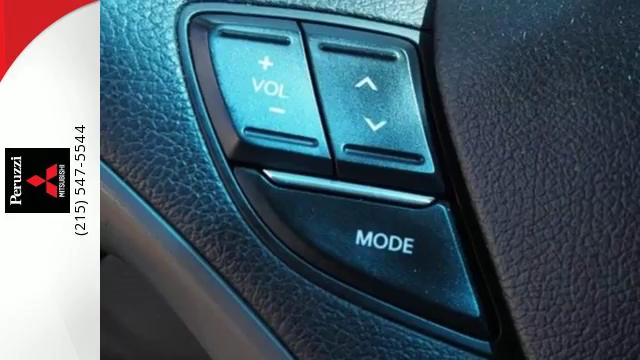 Peruzzi
MITSUBISHI
(215) 547-5544
+
VOL
−
MODE